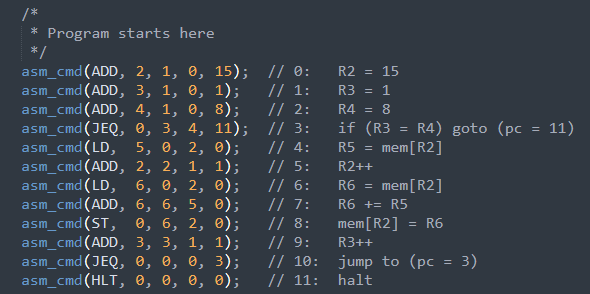 /*
* Program starts here
*/
asm_cmd(ADD, 2, 1, 0, 15); // 0: R2 = 15
asm_cmd(ADD, 3, 1, 0, 1); // 1: R3 = 1
asm_cmd(ADD, 4, 1, 0, 8); // 2: R4 = 8
asm_cmd(JEQ, 0, 3, 4, 11); // 3: if (R3 = R4) goto (pc = 11)
asm_cmd(LD, 5, 0, 2, 0); // 4: R5 = mem[R2]
asm_cmd(ADD, 2, 2, 1, 1); // 5: R2++
asm_cmd(LD, 6, 0, 2, 0); // 6: R6 = mem[R2]
asm_cmd(ADD, 6, 6, 5, 0); // 7: R6 += R5
asm_cmd(ST, 0, 6, 2, 0); // 8: mem[R2] = R6
asm_cmd(ADD, 3, 3, 1, 1); // 9: R3++
asm_cmd(JEQ, 0, 0, 0, 3); // 10: jump to (pc = 3)
asm_cmd(HLT, 0, 0, 0, 0); // 11: halt